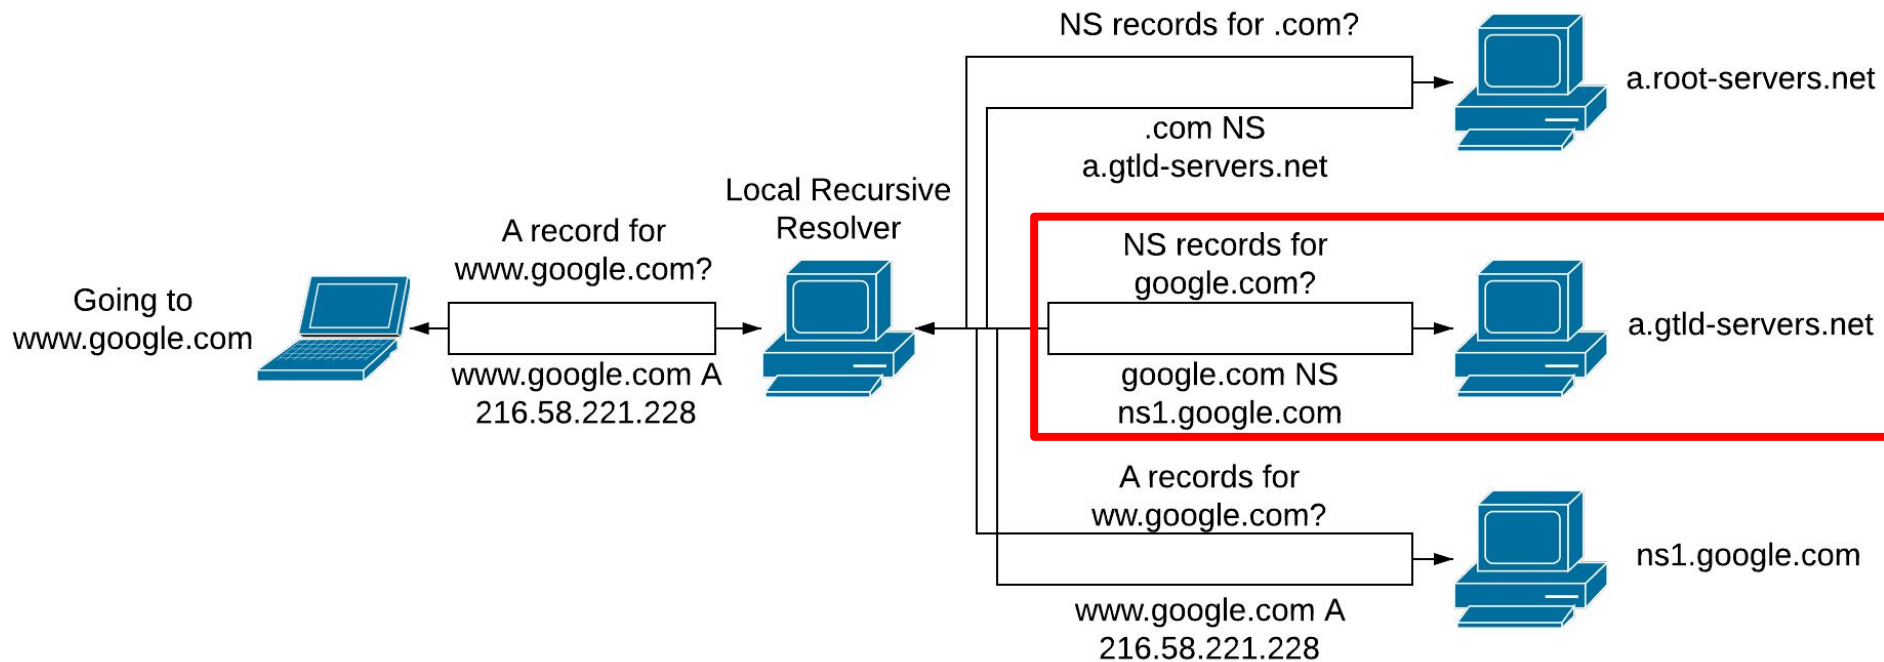 NS records for .com?
a.root-servers.net
.com NS
a.gtld-servers.net
Local Recursive
Resolver
A record for
www.google.com?
Going to
www.google.com
www.google.com A
216.58.221.228
NS records for
google.com?
a.gtld-servers.net
google.com NS
ns1.google.com
A records for
ww.google.com?
ns1.google.com
www.google.com A
216.58.221.228